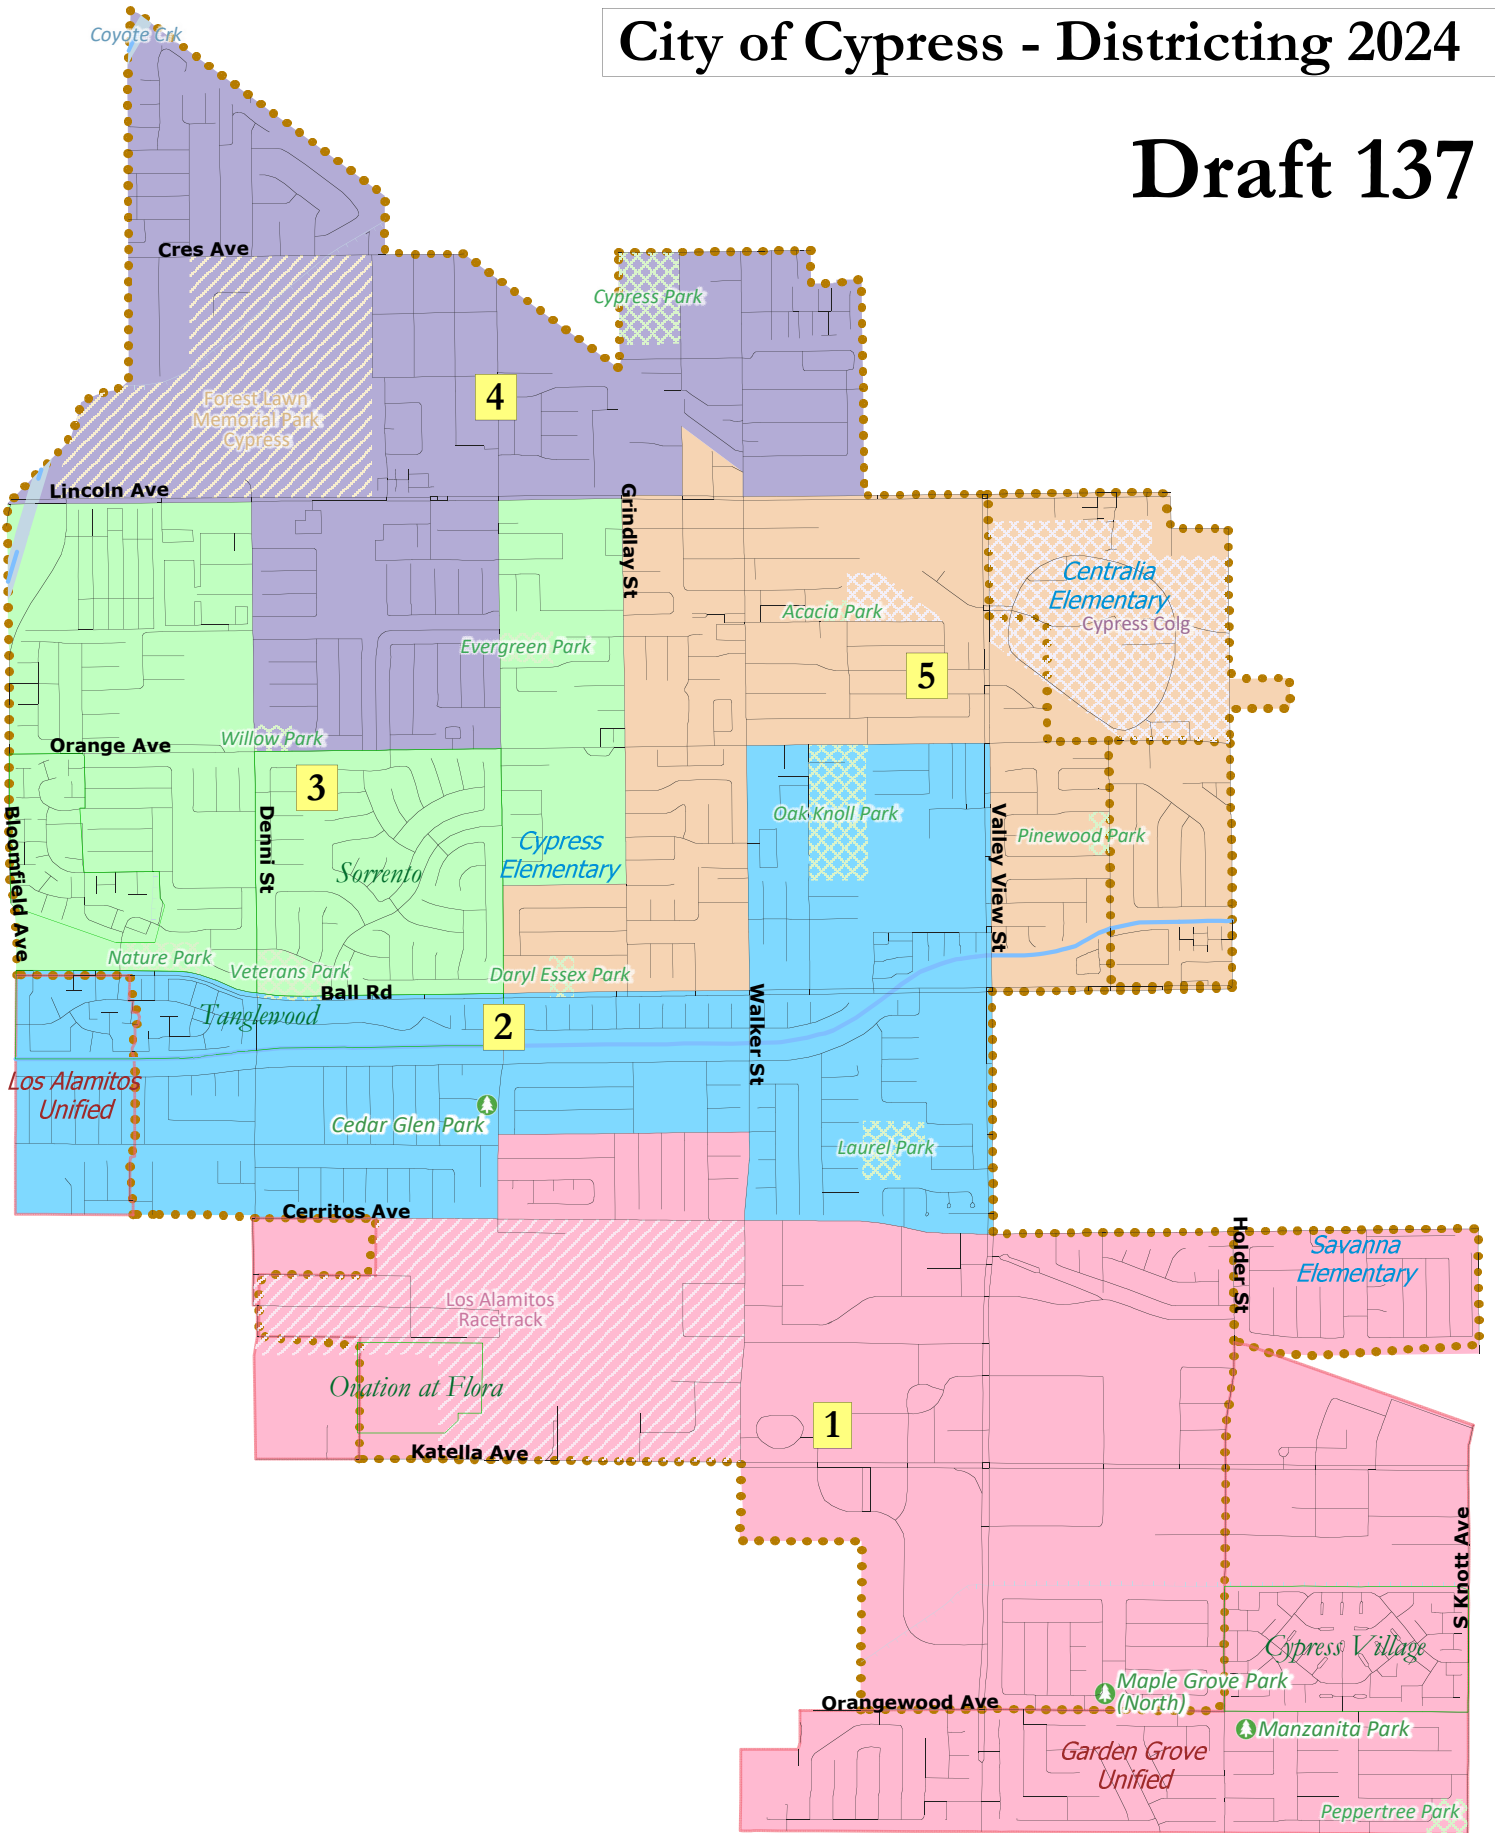 City of Cypress - Districting 2024
Coyote Crk
Draft 137
Cres Ave
Cypress Park
4
Forest Lawn
Memorial Park
Cypress
Lincoln Ave
Grindlay St
Centralia
Elementary
Acacia Park
Cypress Colg
Evergreen Park
5
Willow Park
Orange Ave
3
Bloomfield Ave
Denni St
Valley View St
Oak Knoll Park
Pinewood Park
Cypress
Elementary
Sorrento
Nature Park
Veterans Park
Daryl Essex Park
Ball Rd
Tanglewood
2
Walker St
Los Alamitos
Unified
Cedar Glen Park
Laurel Park
Cerritos Ave
Holder St
Savanna
Elementary
Los Alamitos
Racetrack
Ovation at Flora
1
Katella Ave
S Knott Ave
Cypress Village
Maple Grove Park
(North)
Orangewood Ave
Manzanita Park
Garden Grove
Unified
Peppertree Park